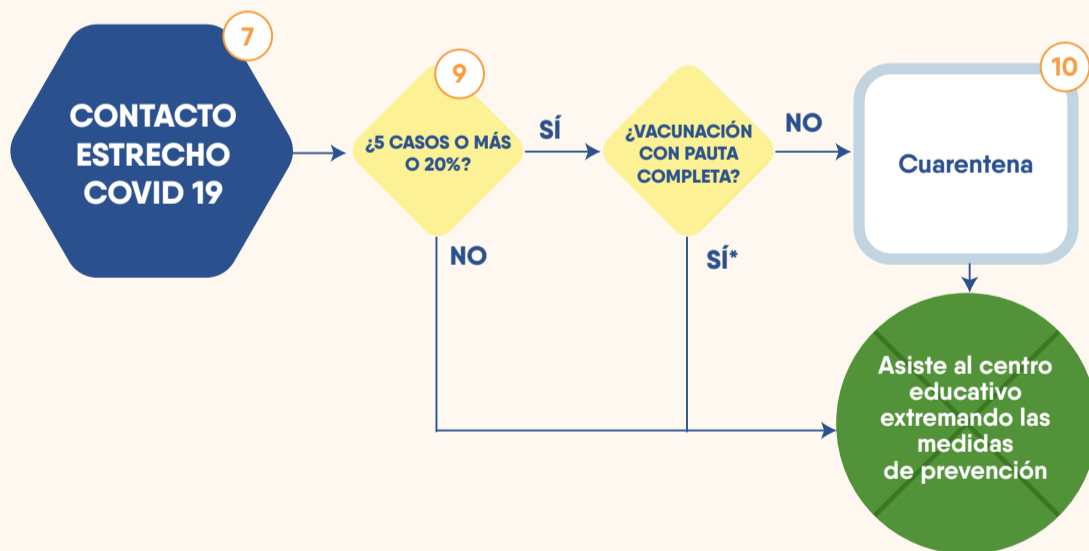 7
CONTACTO
ESTRECHO
COVID 19
9
¿5 CASOS O MÁS
O 20%?
SÍ
NO
¿VACUNACIÓN
CON PAUTA
COMPLETA?
NO
SÍ*
10
Cuarentena
Asiste al centro
educativo
extremando las
medidas
de prevención